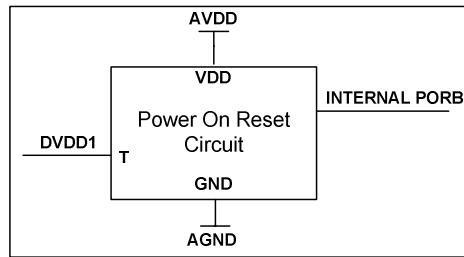 AVDD
VDD
INTERNAL PORB
Power On Reset
Circuit
DVDD1
T
GND
AGND